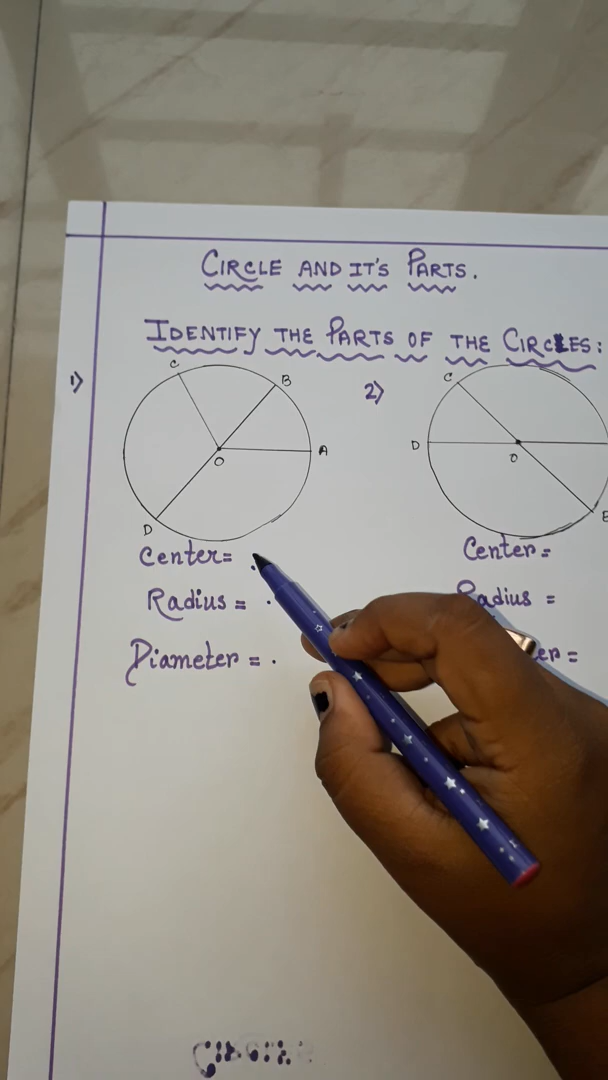 CIRCLE AND IT'S PARTS.
IDENTIFY THE PARTS OF THE CIRCLES:
1) 2)
C B A O D
C D O
Center= Center=
Radius = Radius =
Diameter =